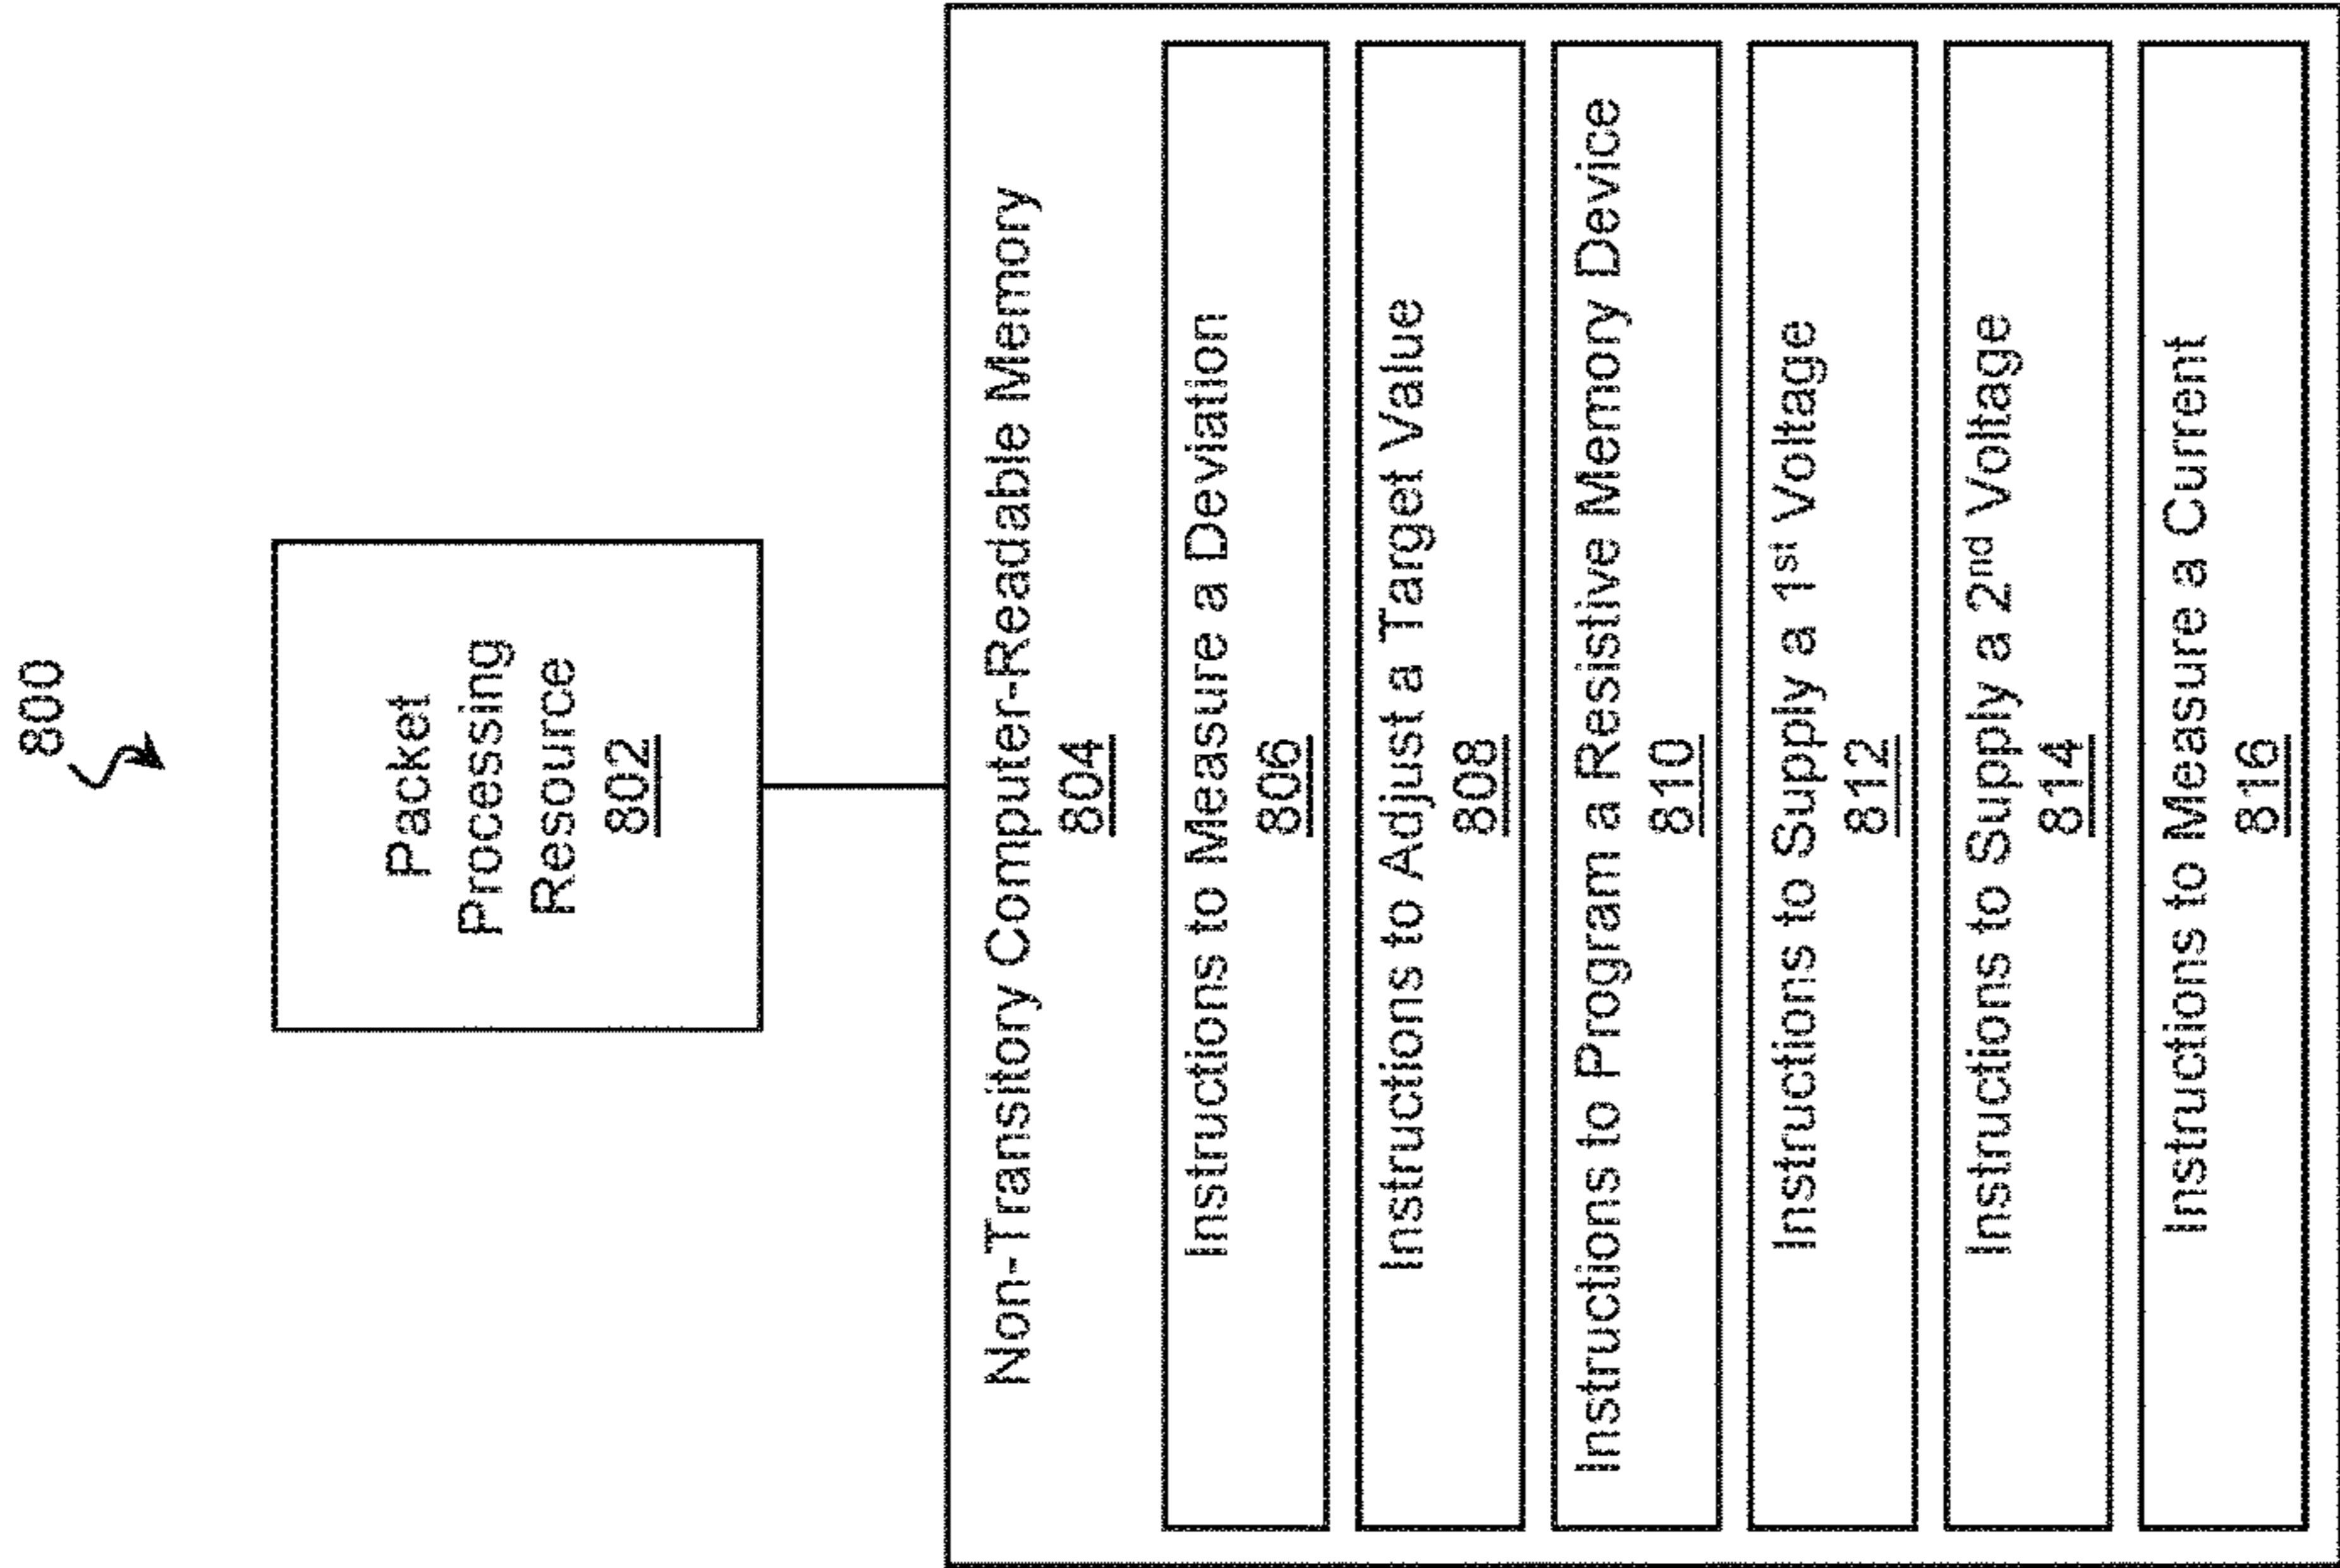 800
Packet
Processing
Resource
802
Non-Transitory Computer-Readable Memory
804
Instructions to Measure a Deviation
806
Instructions to Adjust a Target Value
808
Instructions to Program a Resistive Memory Device
810
Instructions to Supply a 1st Voltage
812
Instructions to Supply a 2nd Voltage
814
Instructions to Measure a Current
816